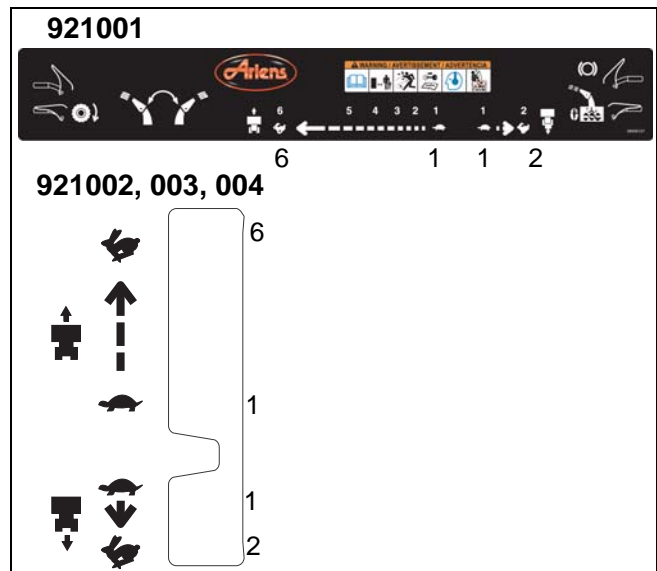 921001
Ariens
WARNING / AVERTISSEMENT / ADVERTENCIA
6 5 4 3 2 1 1 2
6 1 1 2
921002, 003, 004
6
1
1
2